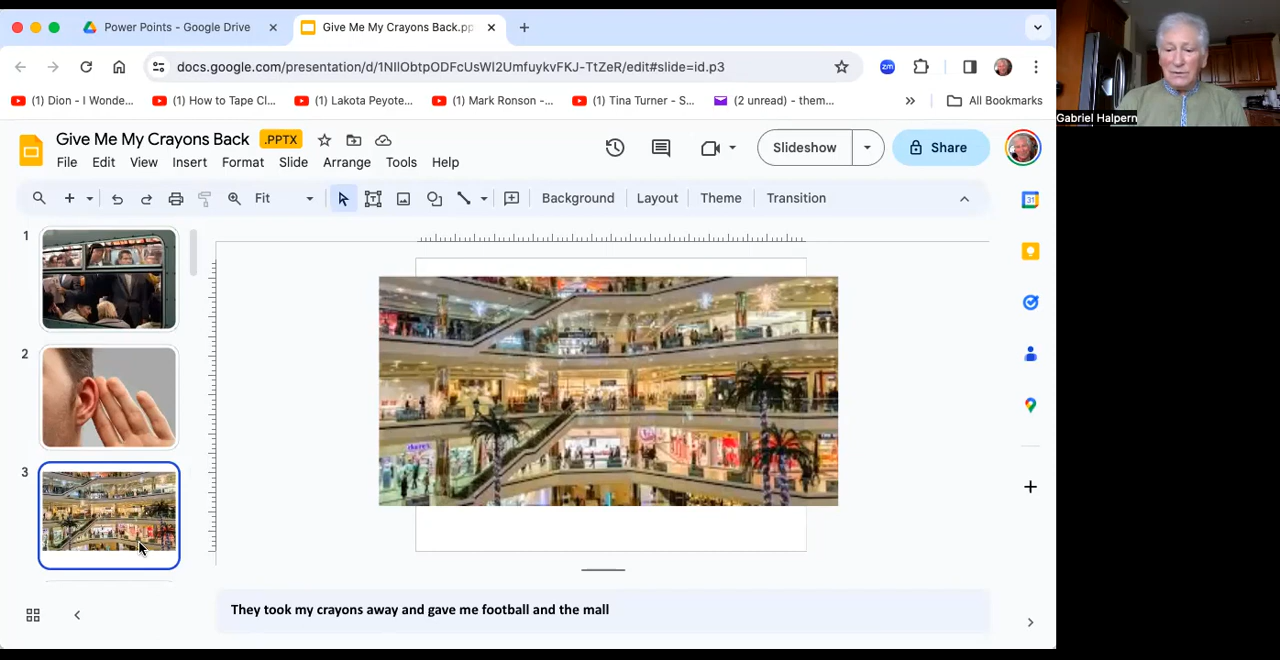 Power Points - Google Drive
Give Me My Crayons Back.pp
docs.google.com/presentation/d/1NIlObtpODFcUsWl2UmfuykvFKJ-TtZeR/edit#slide=id.p3
zm
(1) Dion - I Wonde...
(1) How to Tape Cl...
(1) Lakota Peyote...
(1) Mark Ronson -...
(1) Tina Turner - S...
(2 unread) - them...
All Bookmarks
Gabriel Halpern
Give Me My Crayons Back
.PPTX
File Edit View Insert Format Slide Arrange Tools Help
Slideshow
Share
Fit
Background
Layout
Theme
Transition
31
1
2
3
They took my crayons away and gave me football and the mall